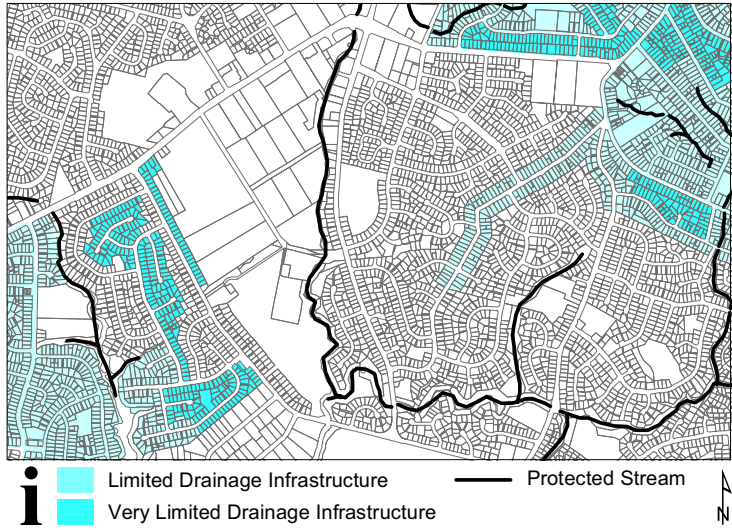 i Limited Drainage Infrastructure Protected Stream
Very Limited Drainage Infrastructure
N